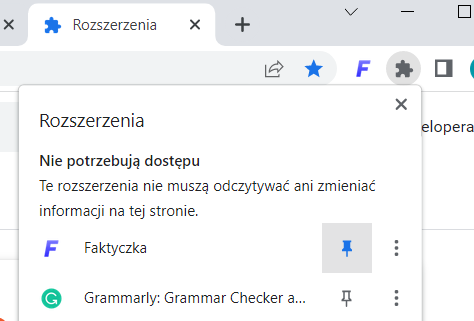 Rozszerzenia
F
Rozszerzenia
elopera
Nie potrzebują dostępu
Te rozszerzenia nie muszą odczytywać ani zmieniać
informacji na tej stronie.
F Faktyczka
G Grammarly: Grammar Checker a...